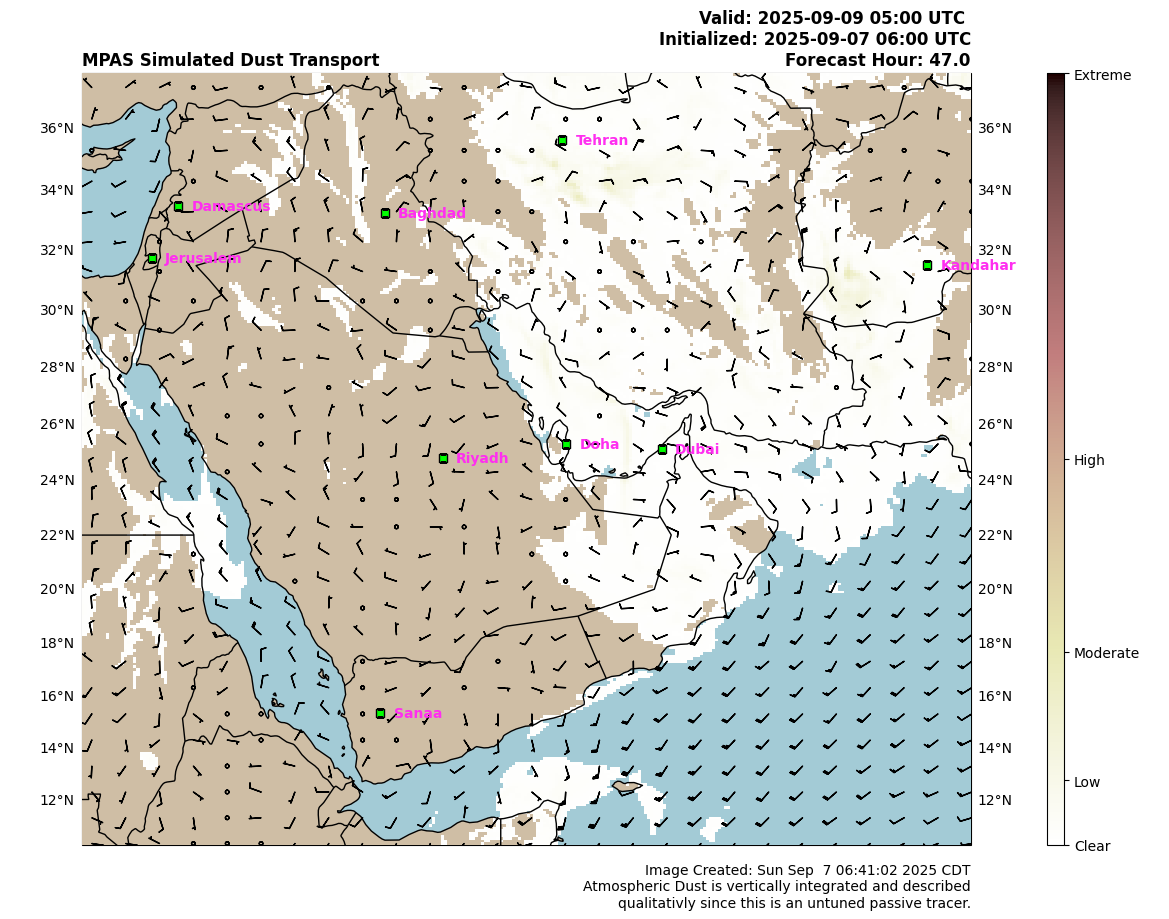 Valid: 2025-09-09 05:00 UTC
Initialized: 2025-09-07 06:00 UTC
MPAS Simulated Dust Transport Forecast Hour: 47.0
Extreme
36°N Tehran 36°N
34°N Damascus Baghdad 34°N
32°N Jerusalem Kandahar 32°N
30°N 30°N
28°N 28°N
26°N Doha Dubai 26°N
24°N Riyadh High 24°N
22°N 22°N
20°N 20°N
18°N Moderate 18°N
16°N Sanaa 16°N
14°N 14°N
12°N Low 12°N
Clear
Image Created: Sun Sep  7 06:41:02 2025 CDT
Atmospheric Dust is vertically integrated and described
qualitativly since this is an untuned passive tracer.